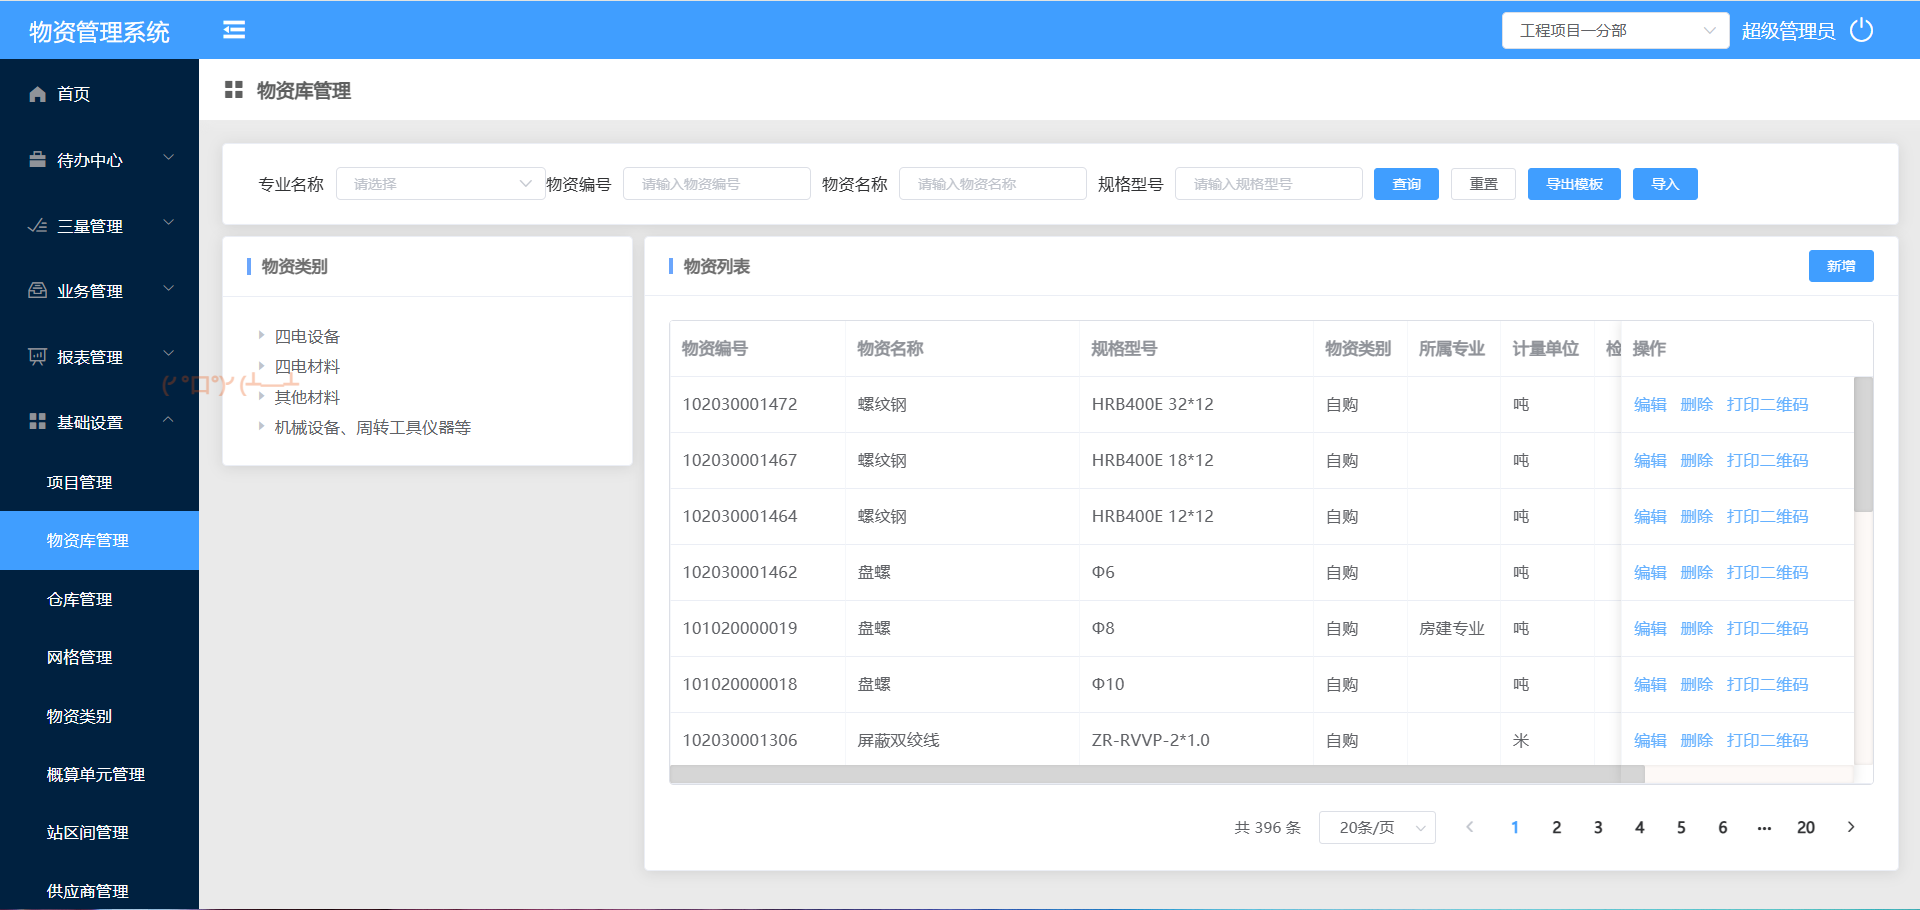 物资管理系统
工程项目一分部
超级管理员
首页
待办中心
三量管理
业务管理
报表管理
基础设置
项目管理
物资库管理
仓库管理
网格管理
物资类别
概算单元管理
站区间管理
供应商管理
(╯°口°)╯(┴—┴
物资库管理
专业名称 请选择 物资编号 请输入物资编号 物资名称 请输入物资名称 规格型号 请输入规格型号 查询 重置 导出模板 导入
物资类别
四电设备
四电材料
其他材料
机械设备、周转工具仪器等
物资列表 新增
物资编号 物资名称 规格型号 物资类别 所属专业 计量单位 检 操作
102030001472 螺纹钢 HRB400E 32*12 自购 吨 编辑 删除 打印二维码
102030001467 螺纹钢 HRB400E 18*12 自购 吨 编辑 删除 打印二维码
102030001464 螺纹钢 HRB400E 12*12 自购 吨 编辑 删除 打印二维码
102030001462 盘螺 Φ6 自购 吨 编辑 删除 打印二维码
101020000019 盘螺 Φ8 自购 房建专业 吨 编辑 删除 打印二维码
101020000018 盘螺 Φ10 自购 吨 编辑 删除 打印二维码
102030001306 屏蔽双绞线 ZR-RVVP-2*1.0 自购 米 编辑 删除 打印二维码
共 396 条 20条/页 1 2 3 4 5 6 ··· 20